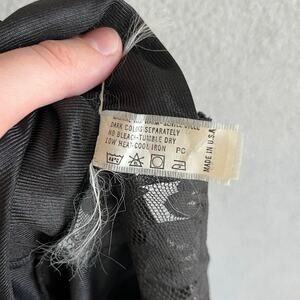 DARK COLORS SEPARATELY
NO BLEACH-TUMBLE DRY
LOW HEAT-COOL IRON PC
MADE IN U.S.A.